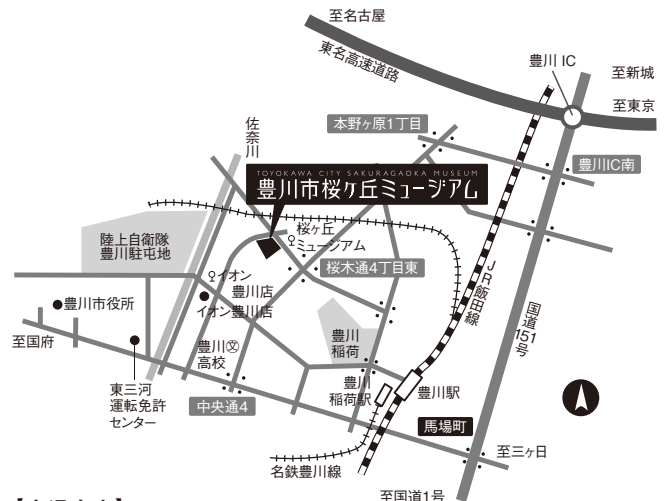 至名古屋
東名高速道路
豊川 IC
至新城
至東京
本野ヶ原1丁目
豊川IC南
佐奈川
TOYOKAWA CITY SAKURAGAOKA MUSEUM
豊川市桜ヶ丘ミュージアム
陸上自衛隊
豊川駐屯地
桜ヶ丘
ミュージアム
桜木通4丁目東
イオン
豊川店
イオン豊川店
豊川市役所
JR飯田線
国道151号
至国府
豊川文
高校
豊川
稲荷
豊川
稲荷駅
豊川駅
東三河
運転免許
センター
中央通4
馬場町
至三ヶ日
名鉄豊川線
至国道1号